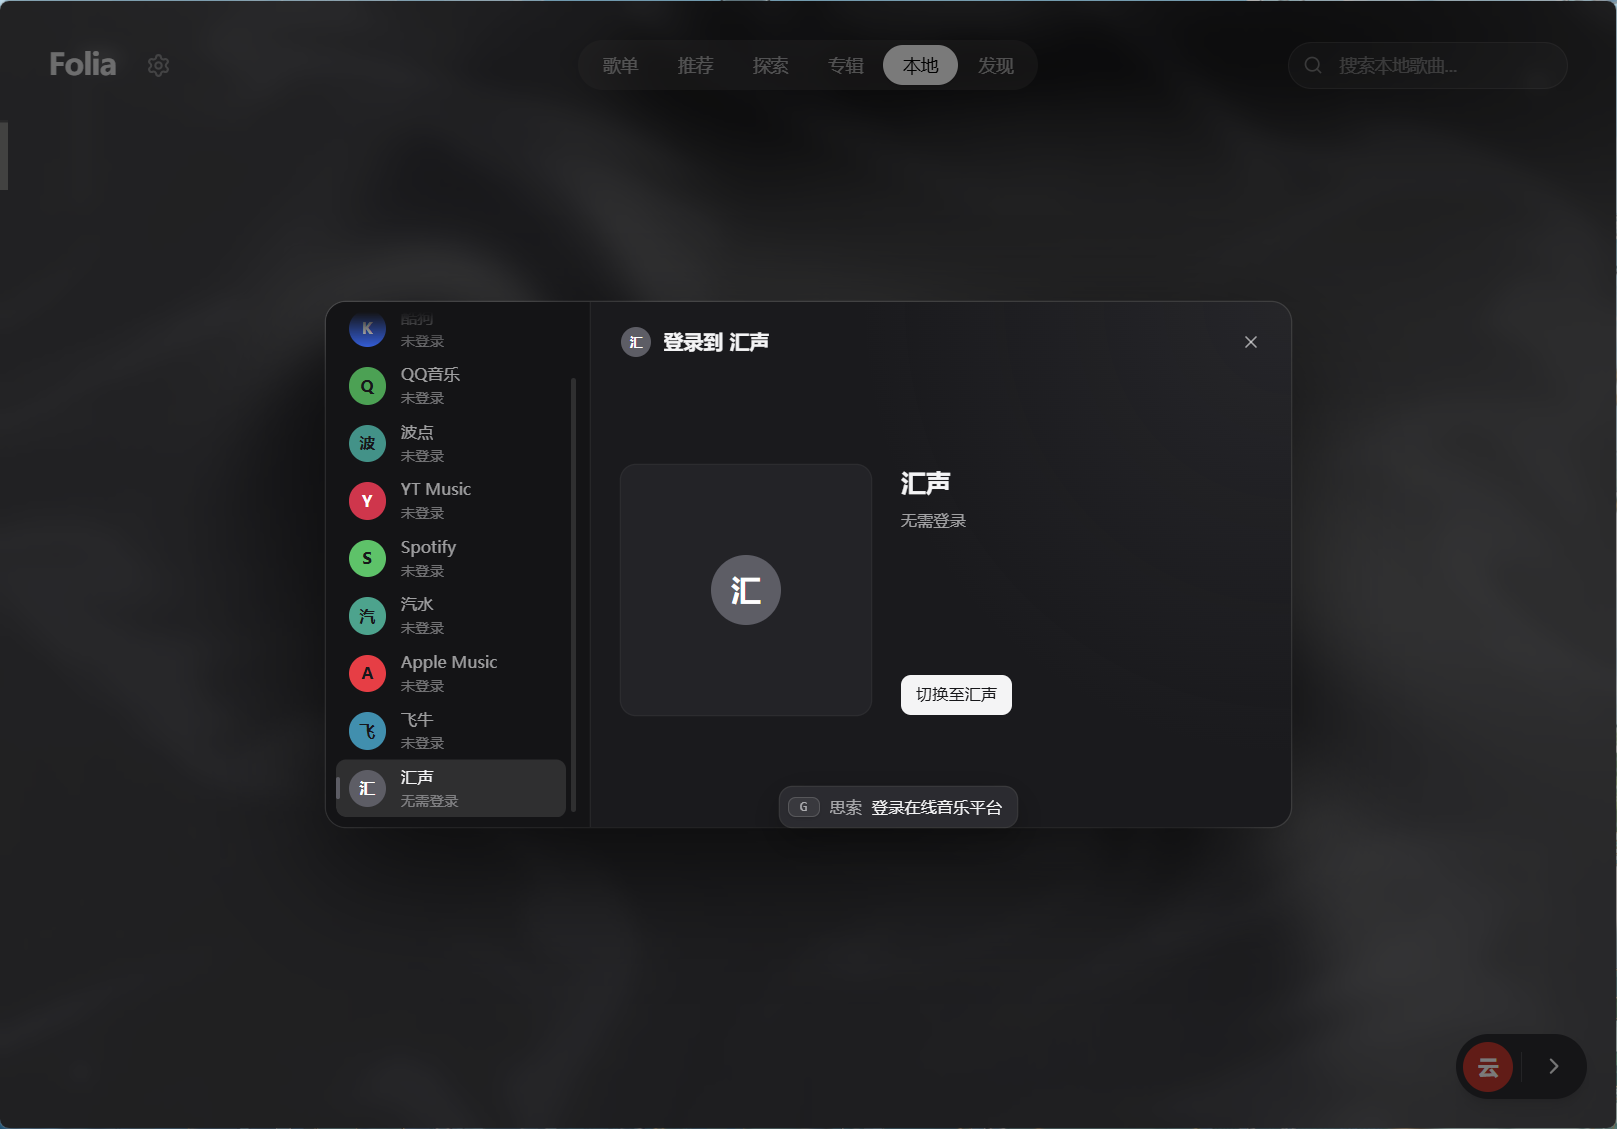 Folia
歌单
推荐
探索
专辑
本地
发现
搜索本地歌曲...
K
酷狗
未登录
Q
QQ音乐
未登录
波
波点
未登录
Y
YT Music
未登录
S
Spotify
未登录
汽
汽水
未登录
A
Apple Music
未登录
飞
飞牛
未登录
汇
汇声
无需登录
汇
登录到 汇声
汇
汇声
无需登录
切换至汇声
G
思索 登录在线音乐平台
云